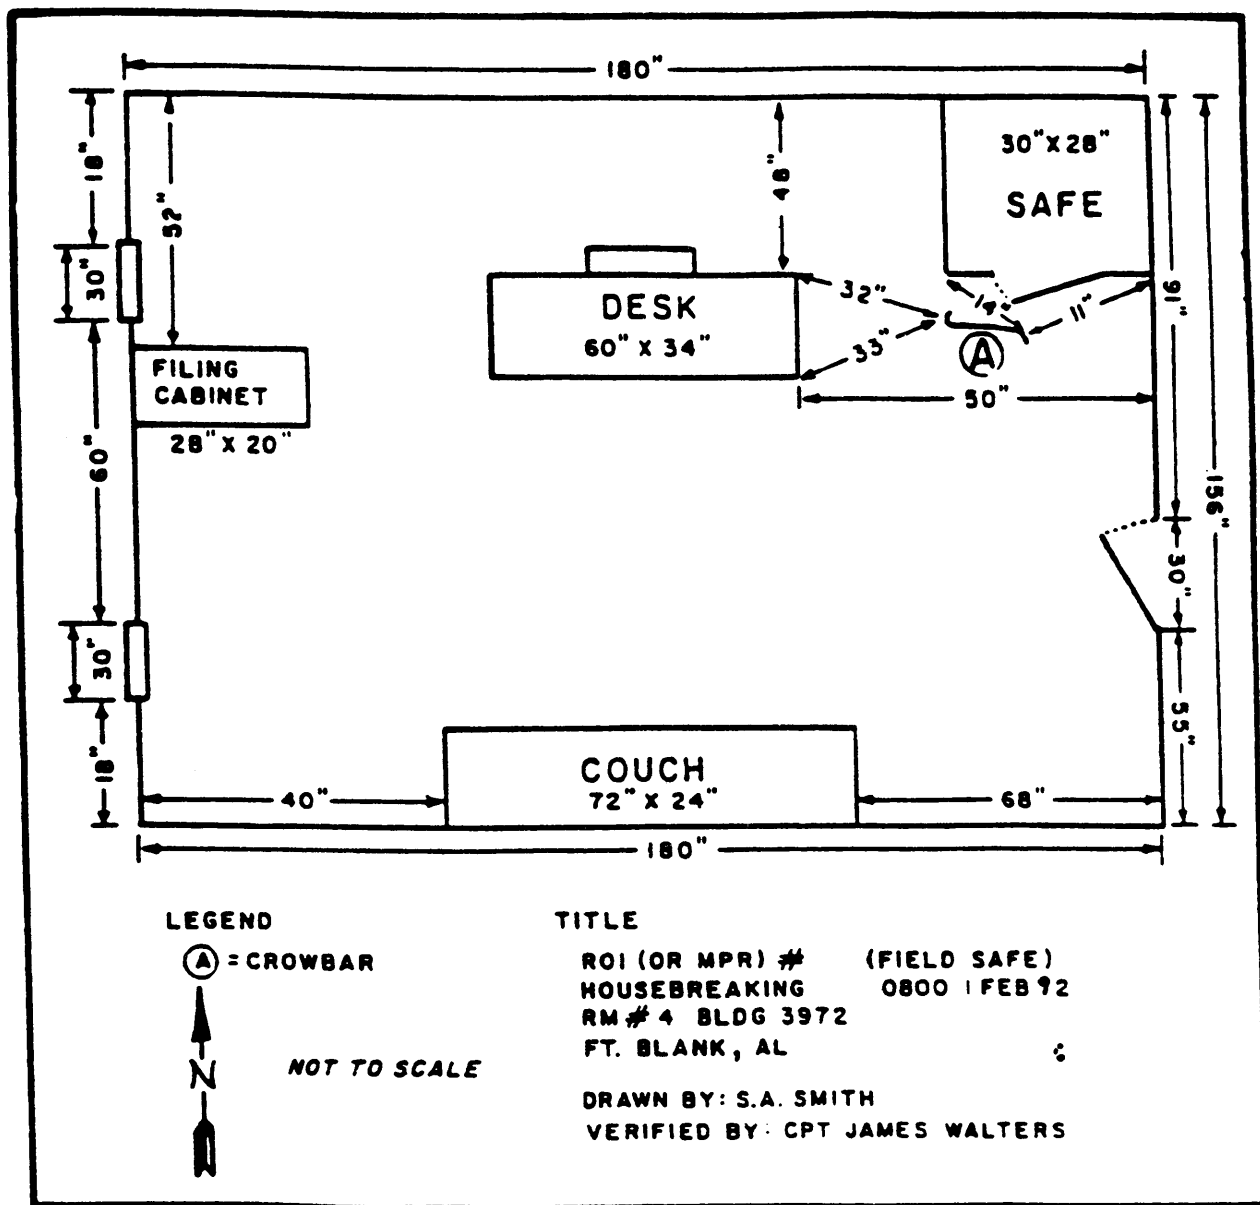 180"
18"
52"
48"
30"X28"
SAFE
30"
32"
14"
11"
91"
DESK
60" X 34"
33"
A
FILING
CABINET
50"
28"X 20"
60"
156"
30"
30"
55"
18"
COUCH
72" X 24"
40"
68"
180"
LEGEND
A = CROWBAR
N
NOT TO SCALE
TITLE
ROI (OR MPR) # (FIELD SAFE)
HOUSEBREAKING 0800 1 FEB 92
RM # 4 BLDG 3972
FT. BLANK, AL
DRAWN BY: S.A. SMITH
VERIFIED BY: CPT JAMES WALTERS